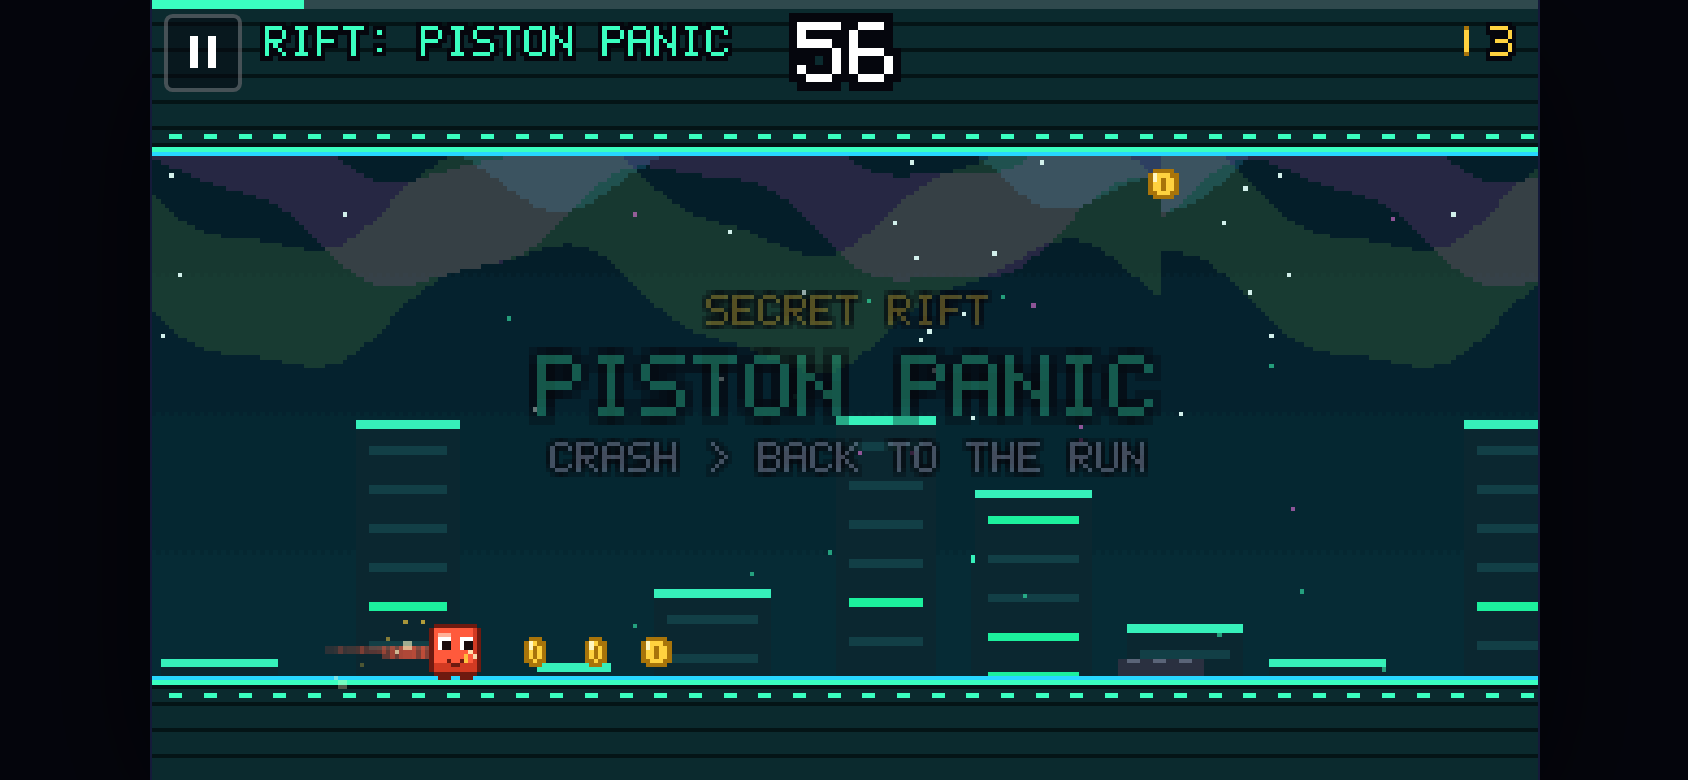 RIFT: PISTON PANIC
56
3
SECRET RIFT
PISTON PANIC
CRASH > BACK TO THE RUN